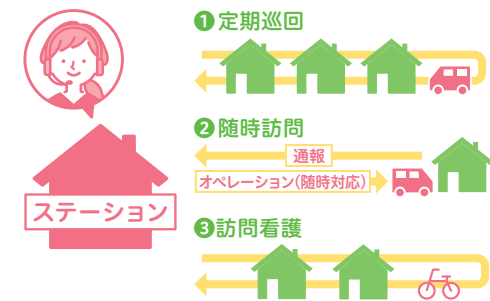 ❶定期巡回
❷随時訪問
通報
オペレーション(随時対応)
ステーション
❸訪問看護